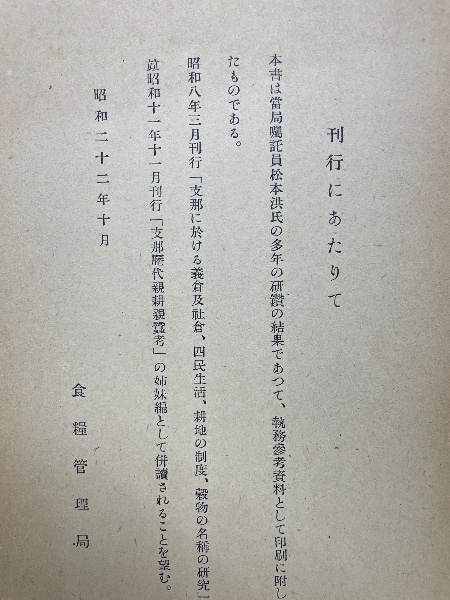 刊行にあたりて
本書は當局囑託員松本洪氏の多年の研鑽の結果であつて、執務參考資料として印刷に附し
たものである。
昭和八年三月刊行「支那に於ける義倉及社倉、四民生活、耕地の制度、穀物の名稱の研究」
並昭和十一年十一月刊行「支那歷代親耕親蠶考」の姉妹編として併讀されることを望む。
昭和二十二年十月
食糧管理局